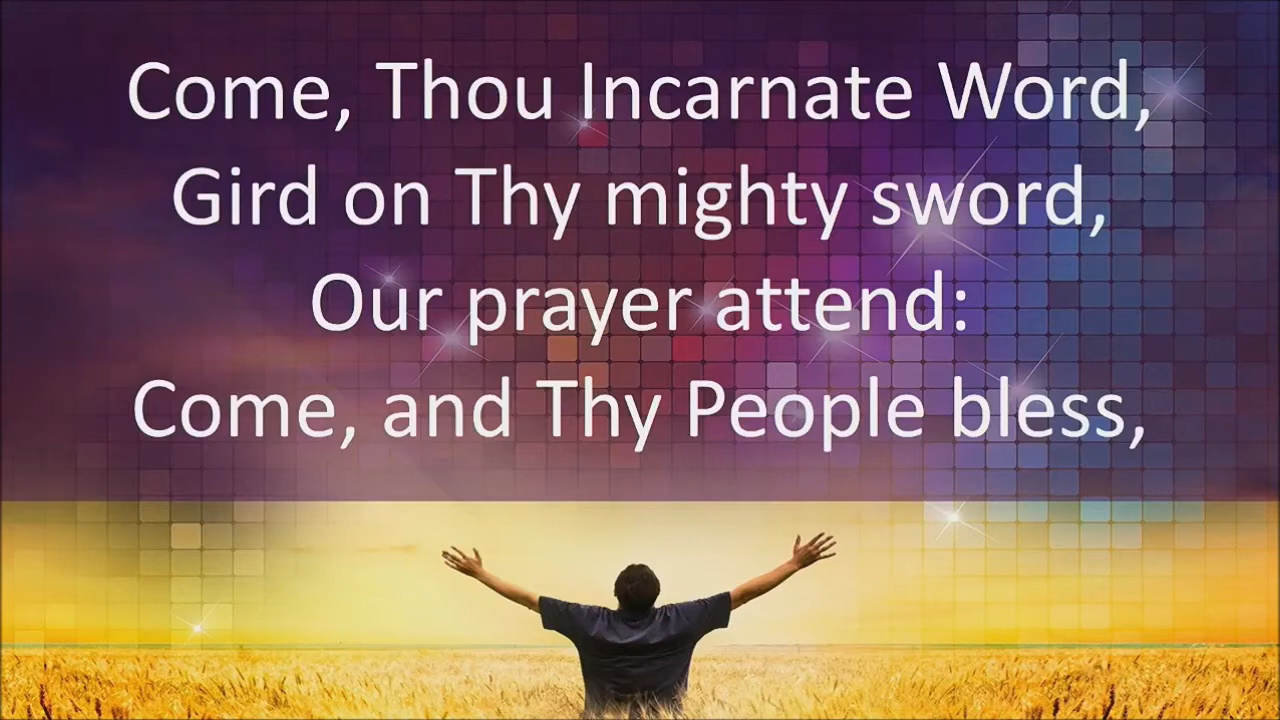 Come, Thou Incarnate Word,
Gird on Thy mighty sword,
Our prayer attend:
Come, and Thy People bless,